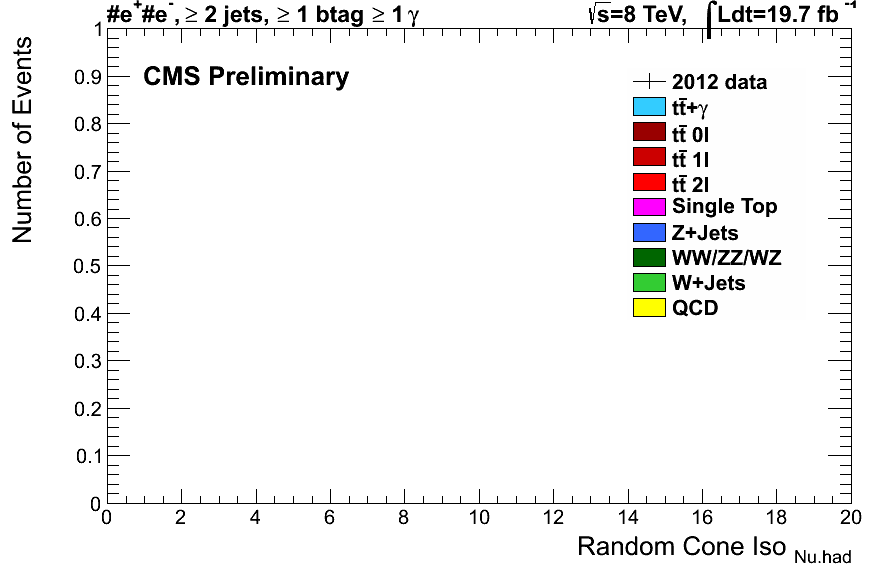 #e⁺#e⁻, ≥ 2 jets, ≥ 1 btag ≥ 1 γ
√s=8 TeV, ∫Ldt=19.7 fb⁻¹
CMS Preliminary
2012 data
tt̄+γ
tt̄ 0l
tt̄ 1l
tt̄ 2l
Single Top
Z+Jets
WW/ZZ/WZ
W+Jets
QCD
Number of Events
1
0.9
0.8
0.7
0.6
0.5
0.4
0.3
0.2
0.1
0
0 2 4 6 8 10 12 14 16 18 20
Random Cone Iso Nu.had